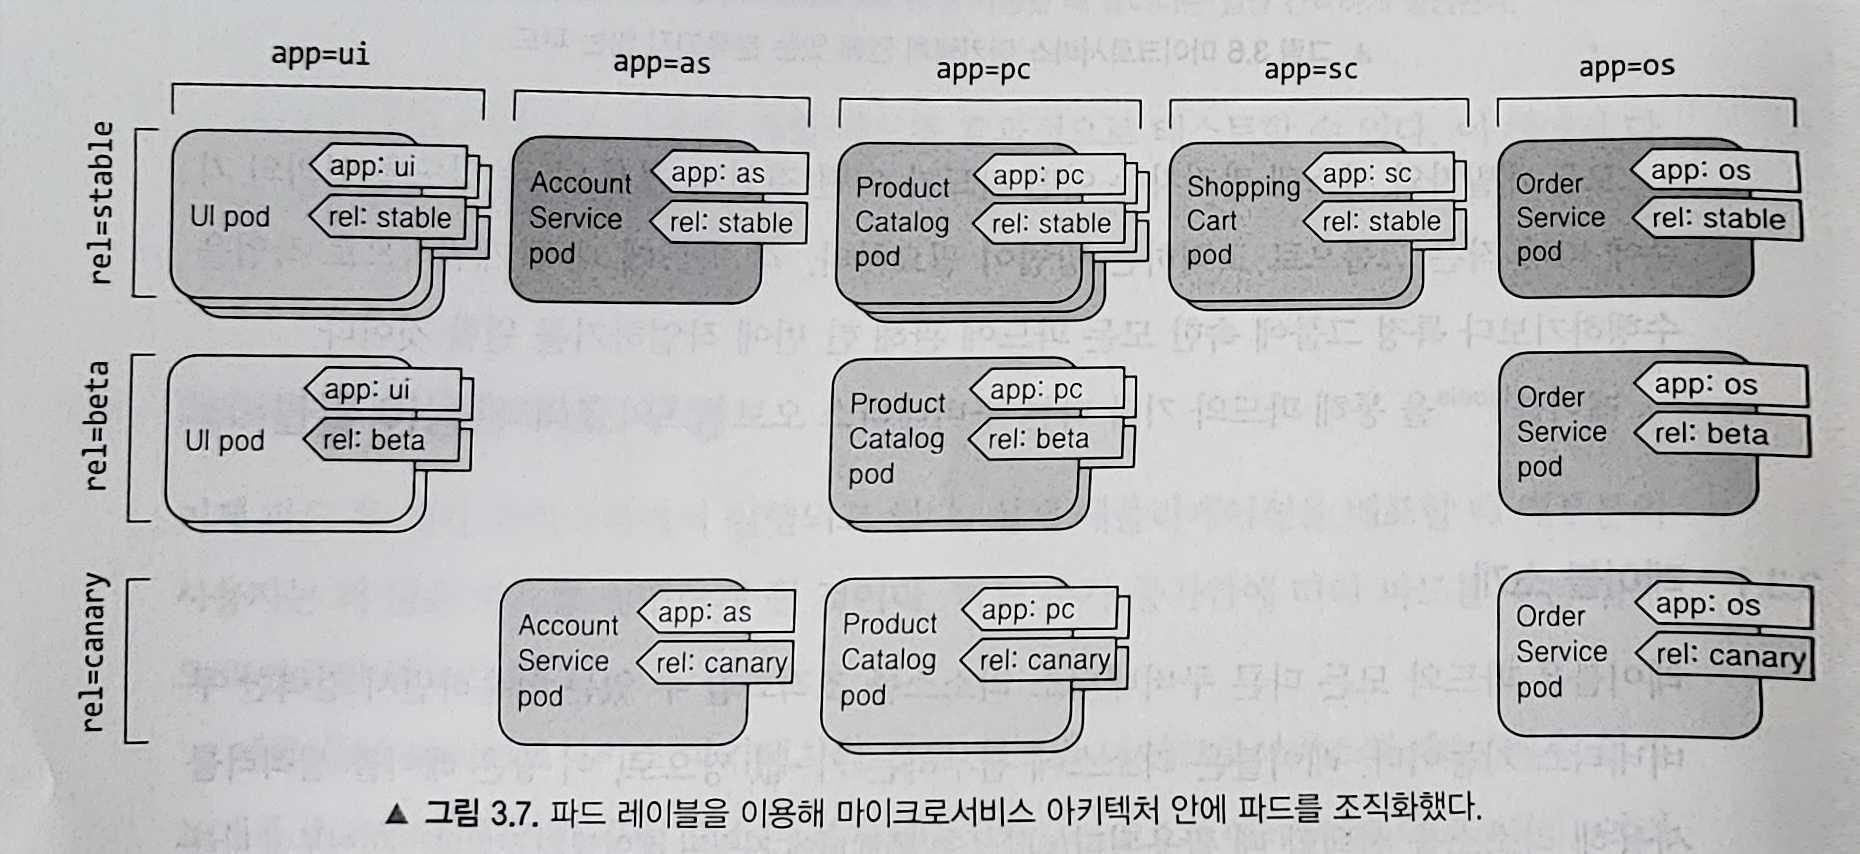 app=ui
app=as
app=pc
app=sc
app=os
rel=stable
UI pod
app: ui
rel: stable
Account
Service
pod
app: as
rel: stable
Product
Catalog
pod
app: pc
rel: stable
Shopping
Cart
pod
app: sc
rel: stable
Order
Service
pod
app: os
rel: stable
rel=beta
UI pod
app: ui
rel: beta
Product
Catalog
pod
app: pc
rel: beta
Order
Service
pod
app: os
rel: beta
rel=canary
Account
Service
pod
app: as
rel: canary
Product
Catalog
pod
app: pc
rel: canary
Order
Service
pod
app: os
rel: canary
▲ 그림 3.7. 파드 레이블을 이용해 마이크로서비스 아키텍처 안에 파드를 조직화했다.